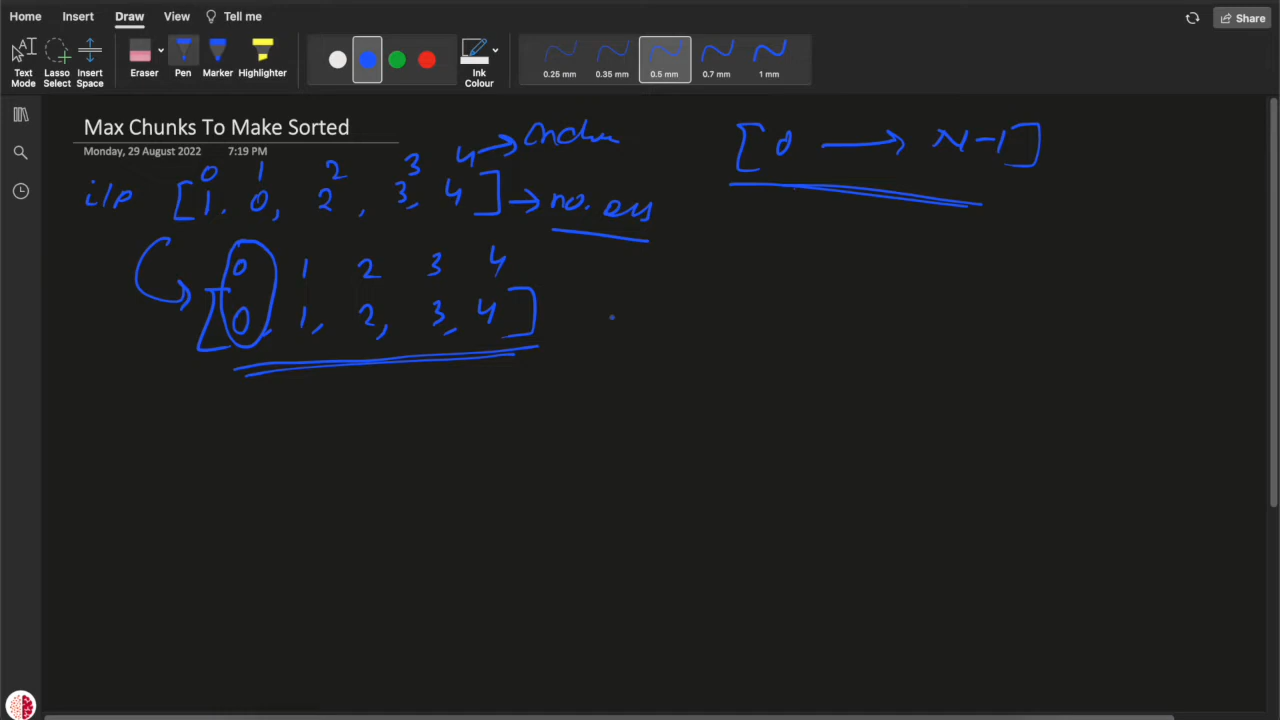 Home Insert Draw View Tell me
Share
Text Mode
Lasso Select
Insert Space
Eraser
Pen
Marker
Highlighter
Ink Colour
0.25 mm 0.35 mm 0.5 mm 0.7 mm 1 mm
Max Chunks To Make Sorted
Monday, 29 August 2022 7:19 PM
0 1 2 3 4 →
i/p [1, 0, 2, 3, 4] → no. ass
[0 → N-1]
0 1 2 3 4
[0, 1, 2, 3, 4]